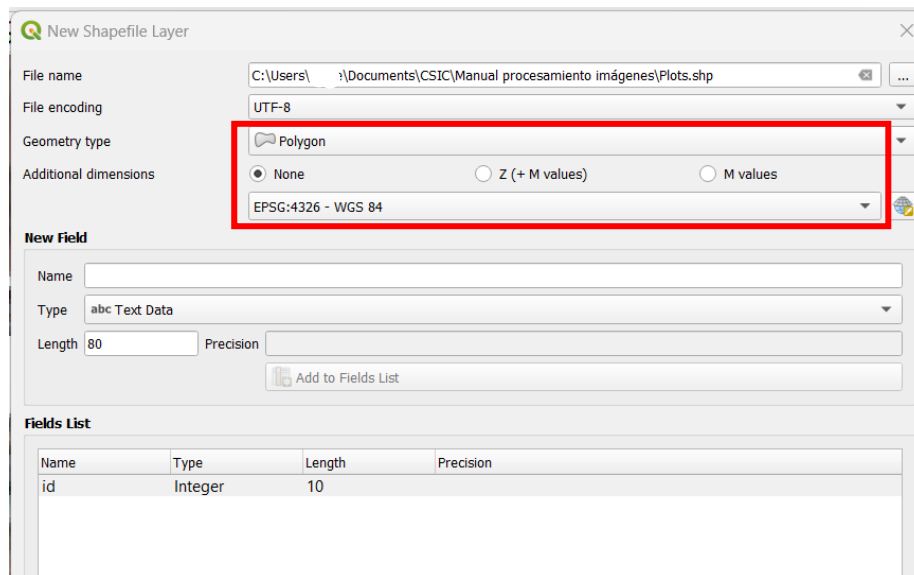 New Shapefile Layer
File name C:\Users\ \Documents\CSIC\Manual procesamiento imágenes\Plots.shp ...
File encoding UTF-8
Geometry type Polygon
Additional dimensions None Z (+ M values) M values
EPSG:4326 - WGS 84
New Field
Name
Type abc Text Data
Length 80 Precision
Add to Fields List
Fields List
Name Type Length Precision
id Integer 10